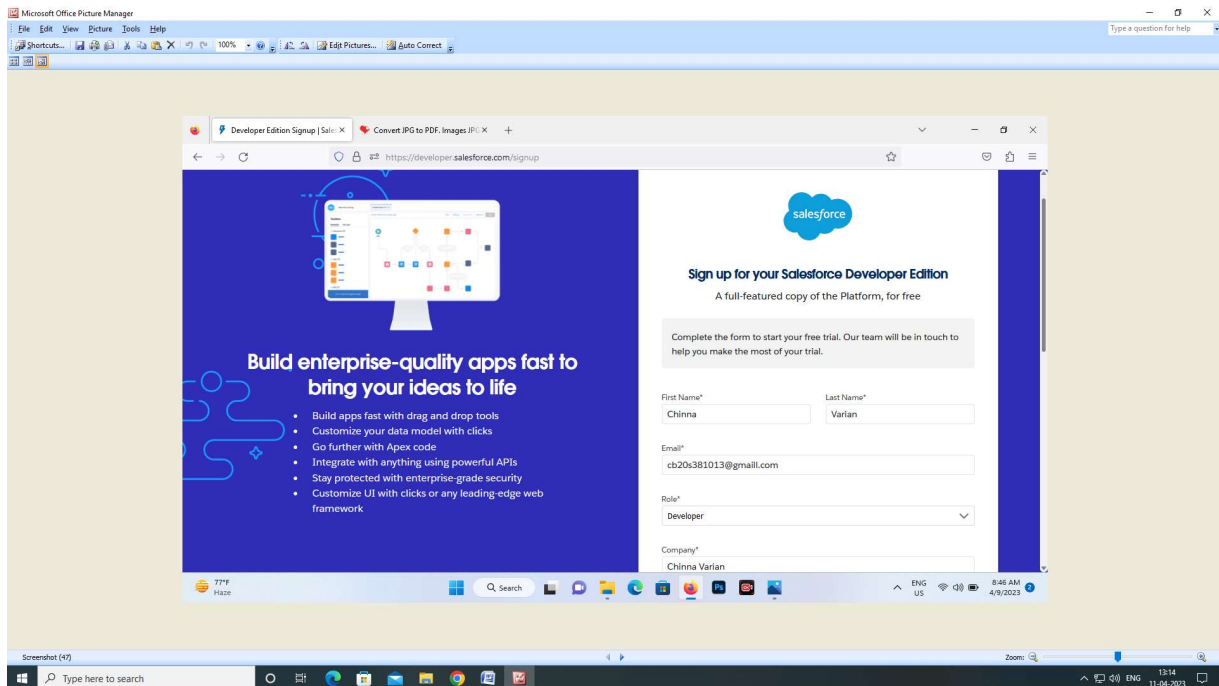 Microsoft Office Picture Manager
File Edit View Picture Tools Help
Type a question for help
Shortcuts... 100% Edit Pictures... Auto Correct
Developer Edition Signup | Sale Convert JPG to PDF. Images JPG
https://developer.salesforce.com/signup
salesforce
Sign up for your Salesforce Developer Edition
A full-featured copy of the Platform, for free
Complete the form to start your free trial. Our team will be in touch to
help you make the most of your trial.
Build enterprise-quality apps fast to
bring your ideas to life
• Build apps fast with drag and drop tools
• Customize your data model with clicks
• Go further with Apex code
• Integrate with anything using powerful APIs
• Stay protected with enterprise-grade security
• Customize UI with clicks or any leading-edge web
framework
First Name* Last Name*
Chinna Varian
Email*
cb20s381013@gmaill.com
Role*
Developer
Company*
Chinna Varian
77°F
Haze
Search
Ps
ENG
US
8:46 AM
4/9/2023
2
Screenshot (47)
Zoom:
Type here to search
ENG
13:14
11-04-2023